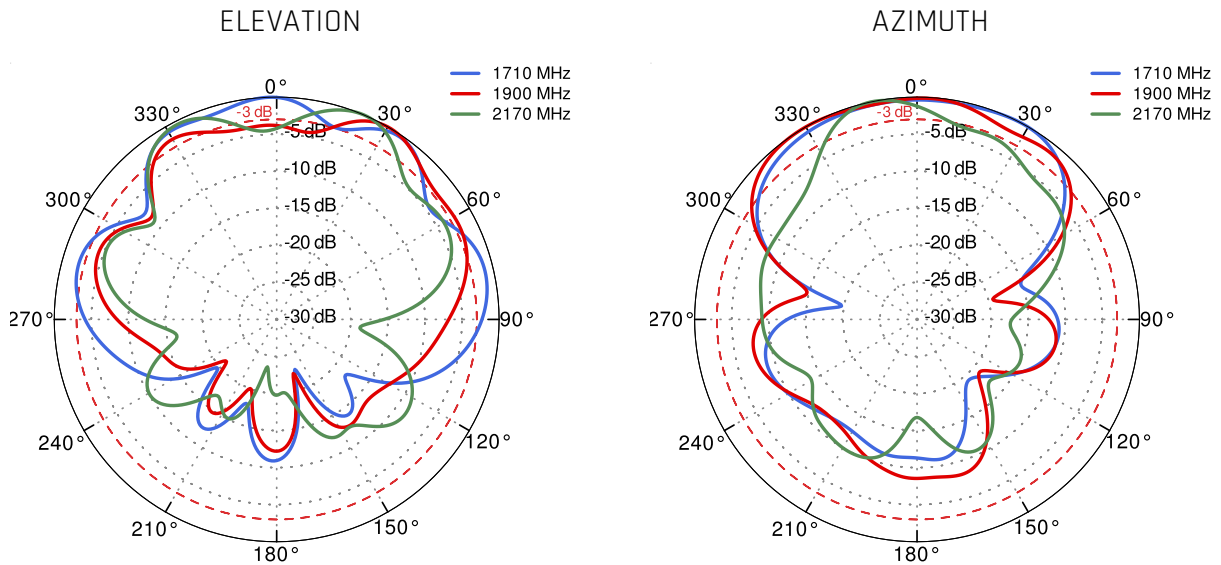 ELEVATION
1710 MHz
1900 MHz
2170 MHz
0°
30°
60°
90°
120°
150°
180°
210°
240°
270°
300°
330°
-3 dB
-5 dB
-10 dB
-15 dB
-20 dB
-25 dB
-30 dB
AZIMUTH
1710 MHz
1900 MHz
2170 MHz
0°
30°
60°
90°
120°
150°
180°
210°
240°
270°
300°
330°
-3 dB
-5 dB
-10 dB
-15 dB
-20 dB
-25 dB
-30 dB